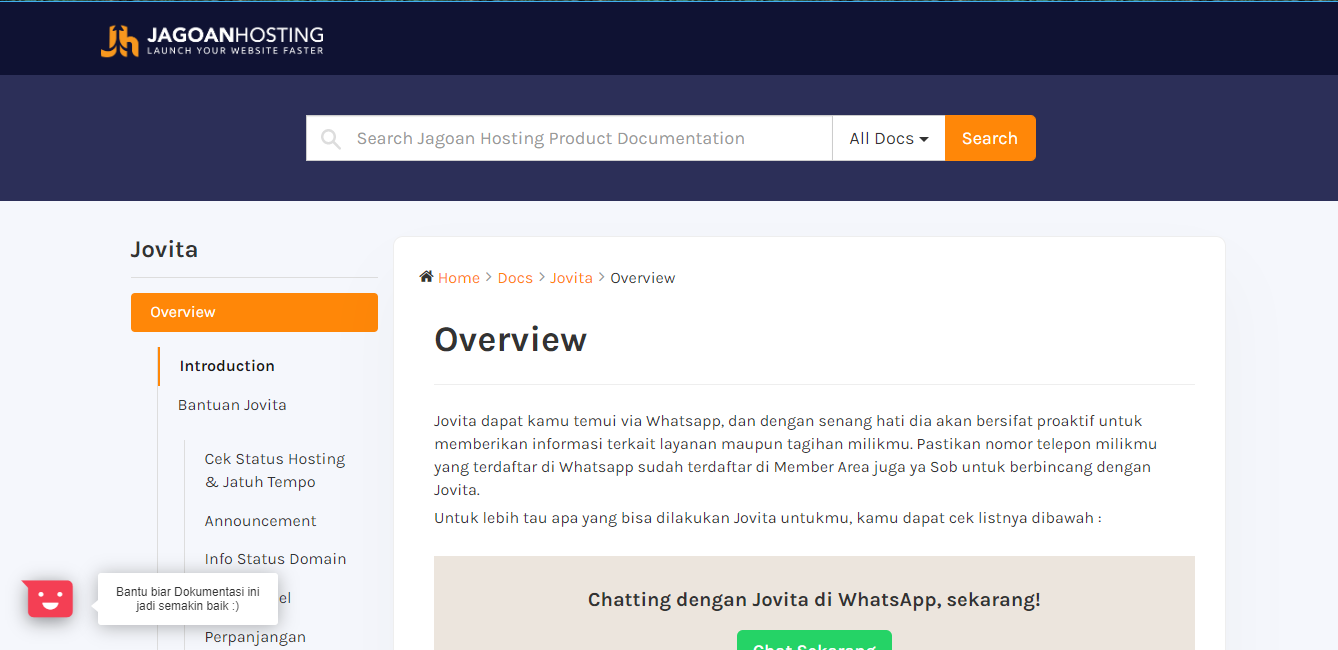 JAGOANHOSTING
LAUNCH YOUR WEBSITE FASTER
Search Jagoan Hosting Product Documentation
All Docs
Search
Jovita
Overview
Introduction
Bantuan Jovita
Cek Status Hosting
& Jatuh Tempo
Announcement
Info Status Domain
el
Perpanjangan
Bantu biar Dokumentasi ini
jadi semakin baik :)
Home > Docs > Jovita > Overview
Overview
Jovita dapat kamu temui via Whatsapp, dan dengan senang hati dia akan bersifat proaktif untuk
memberikan informasi terkait layanan maupun tagihan milikmu. Pastikan nomor telepon milikmu
yang terdaftar di Whatsapp sudah terdaftar di Member Area juga ya Sob untuk berbincang dengan
Jovita.
Untuk lebih tau apa yang bisa dilakukan Jovita untukmu, kamu dapat cek listnya dibawah :
Chatting dengan Jovita di WhatsApp, sekarang!
Chat Sekarang